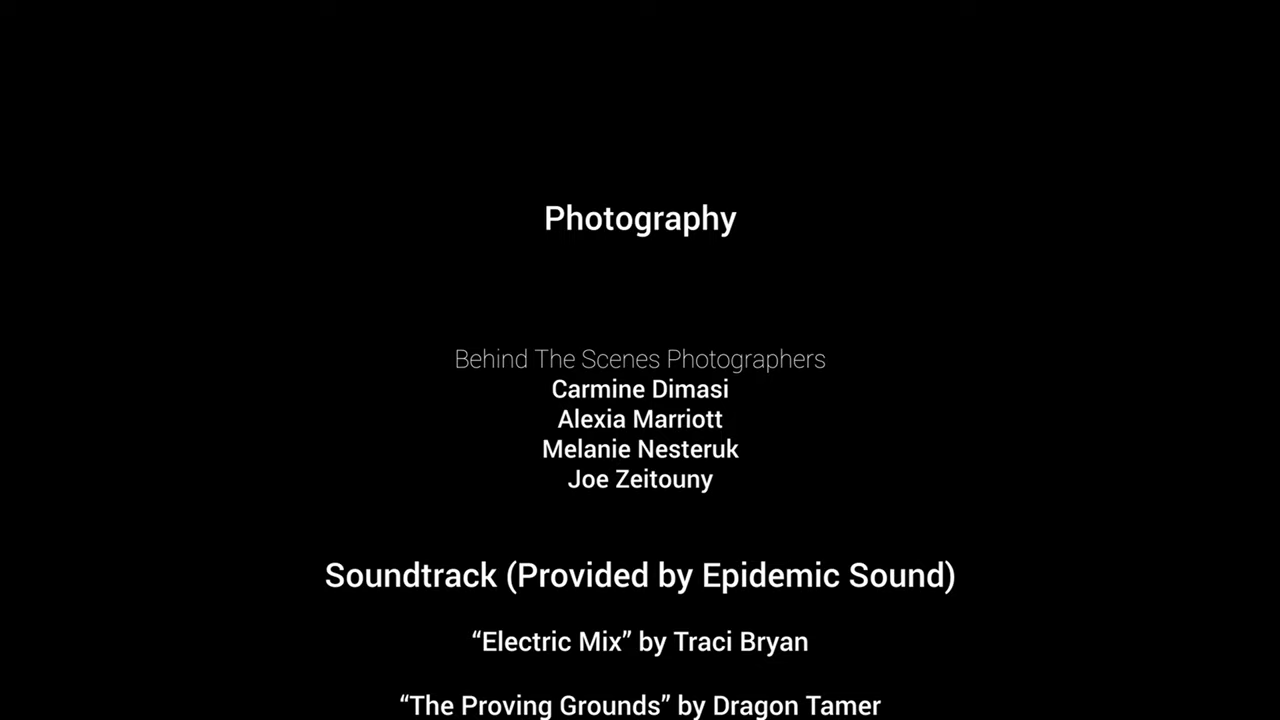 Photography
Behind The Scenes Photographers
Carmine Dimasi
Alexia Marriott
Melanie Nesteruk
Joe Zeitouny
Soundtrack (Provided by Epidemic Sound)
“Electric Mix” by Traci Bryan
“The Proving Grounds” by Dragon Tamer